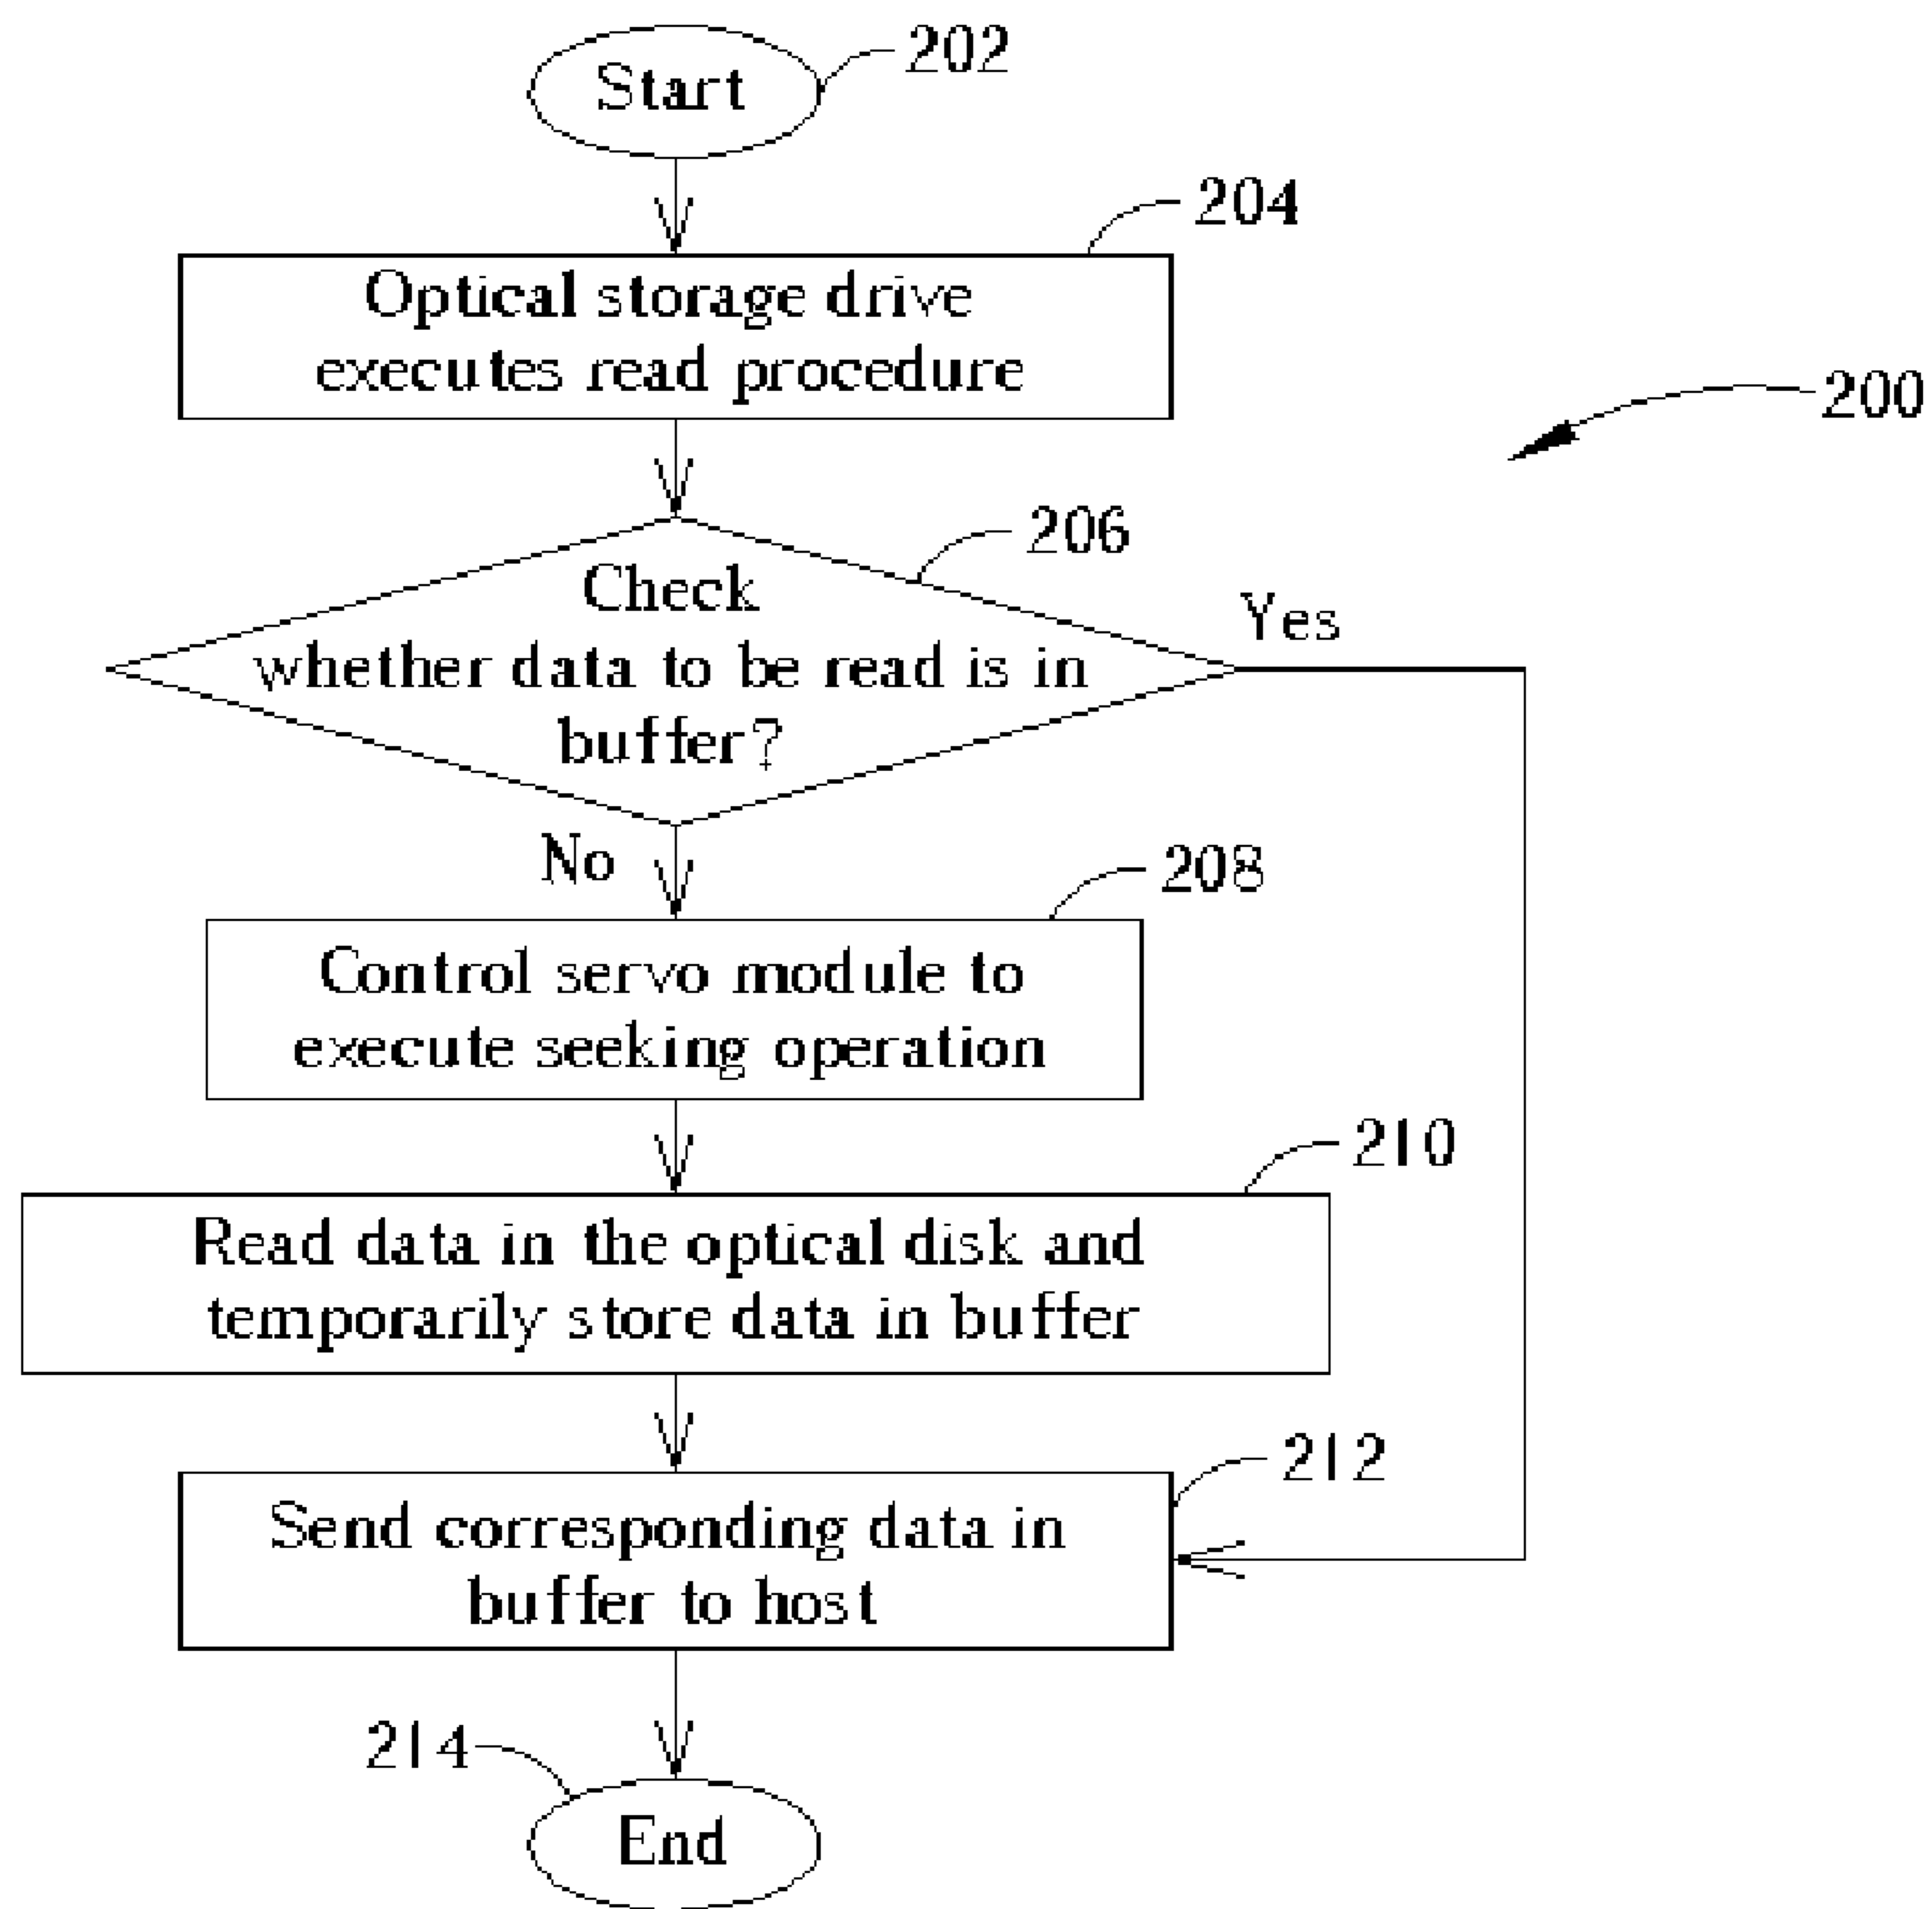 Start
202
204
Optical storage drive
executes read procedure
200
206
Check
whether data to be read is in
buffer?
Yes
No
208
Control servo module to
execute seeking operation
210
Read data in the optical disk and
temporarily store data in buffer
212
Send corresponding data in
buffer to host
214
End